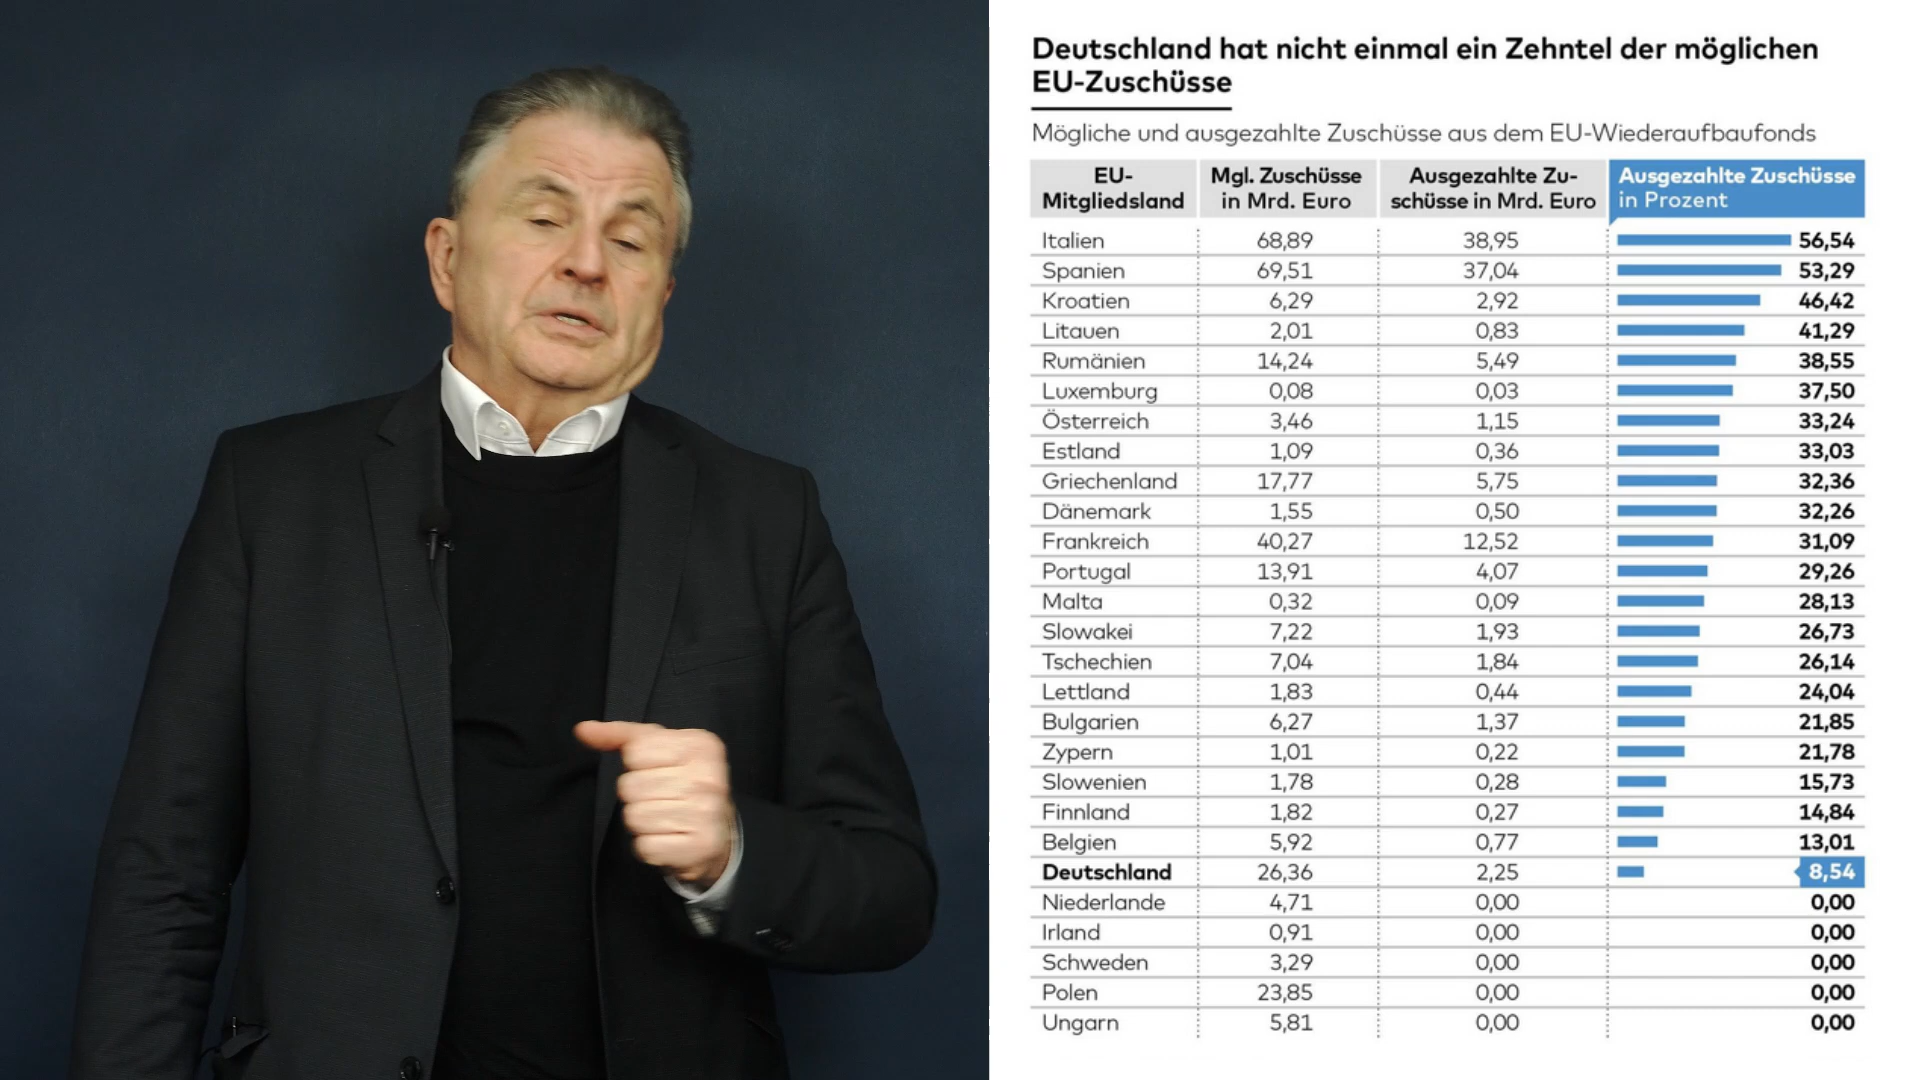 Deutschland hat nicht einmal ein Zehntel der möglichen
EU-Zuschüsse
Mögliche und ausgezahlte Zuschüsse aus dem EU-Wiederaufbaufonds
EU-Mitgliedsland Mgl. Zuschüsse in Mrd. Euro Ausgezahlte Zu-schüsse in Mrd. Euro Ausgezahlte Zuschüsse in Prozent
Italien 68,89 38,95 56,54
Spanien 69,51 37,04 53,29
Kroatien 6,29 2,92 46,42
Litauen 2,01 0,83 41,29
Rumänien 14,24 5,49 38,55
Luxemburg 0,08 0,03 37,50
Österreich 3,46 1,15 33,24
Estland 1,09 0,36 33,03
Griechenland 17,77 5,75 32,36
Dänemark 1,55 0,50 32,26
Frankreich 40,27 12,52 31,09
Portugal 13,91 4,07 29,26
Malta 0,32 0,09 28,13
Slowakei 7,22 1,93 26,73
Tschechien 7,04 1,84 26,14
Lettland 1,83 0,44 24,04
Bulgarien 6,27 1,37 21,85
Zypern 1,01 0,22 21,78
Slowenien 1,78 0,28 15,73
Finnland 1,82 0,27 14,84
Belgien 5,92 0,77 13,01
Deutschland 26,36 2,25 8,54
Niederlande 4,71 0,00 0,00
Irland 0,91 0,00 0,00
Schweden 3,29 0,00 0,00
Polen 23,85 0,00 0,00
Ungarn 5,81 0,00 0,00